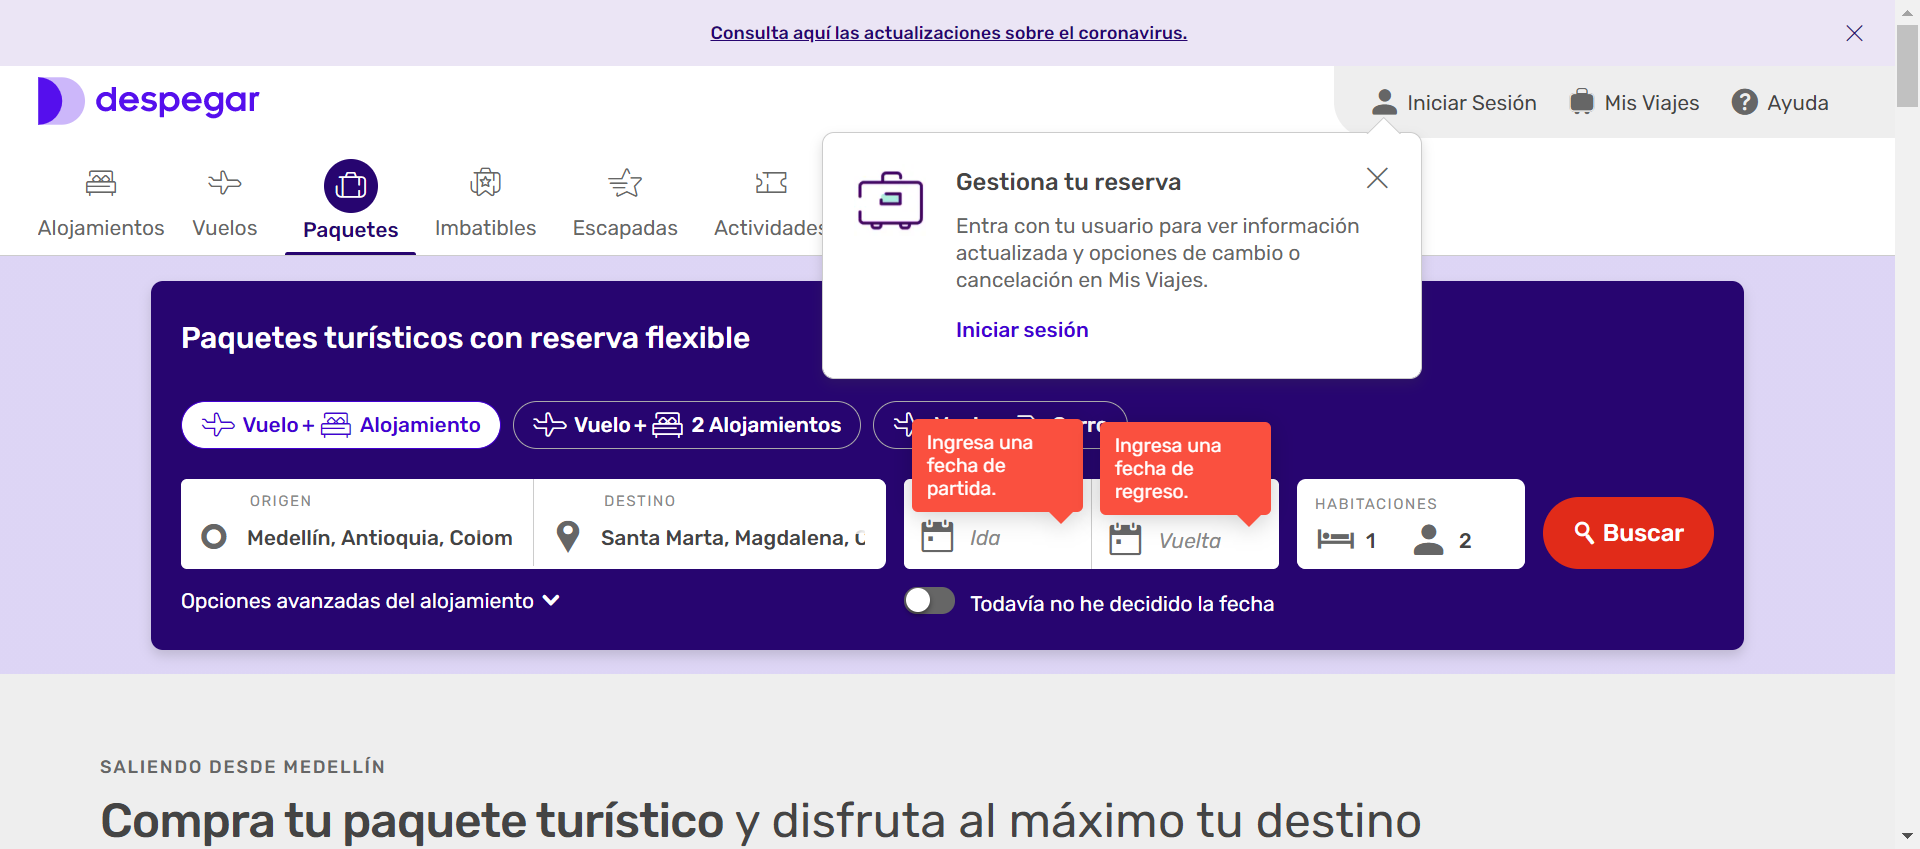 Consulta aquí las actualizaciones sobre el coronavirus.
despegar
Iniciar Sesión
Mis Viajes
Ayuda
Alojamientos
Vuelos
Paquetes
Imbatibles
Escapadas
Actividades
Gestiona tu reserva
Entra con tu usuario para ver información
actualizada y opciones de cambio o
cancelación en Mis Viajes.
Iniciar sesión
Paquetes turísticos con reserva flexible
Vuelo + Alojamiento
Vuelo + 2 Alojamientos
Ingresa una
fecha de
partida.
Ingresa una
fecha de
regreso.
ORIGEN
Medellín, Antioquia, Colom
DESTINO
Santa Marta, Magdalena,
Ida
Vuelta
HABITACIONES
1
2
Buscar
Opciones avanzadas del alojamiento
Todavía no he decidido la fecha
SALIENDO DESDE MEDELLÍN
Compra tu paquete turístico y disfruta al máximo tu destino